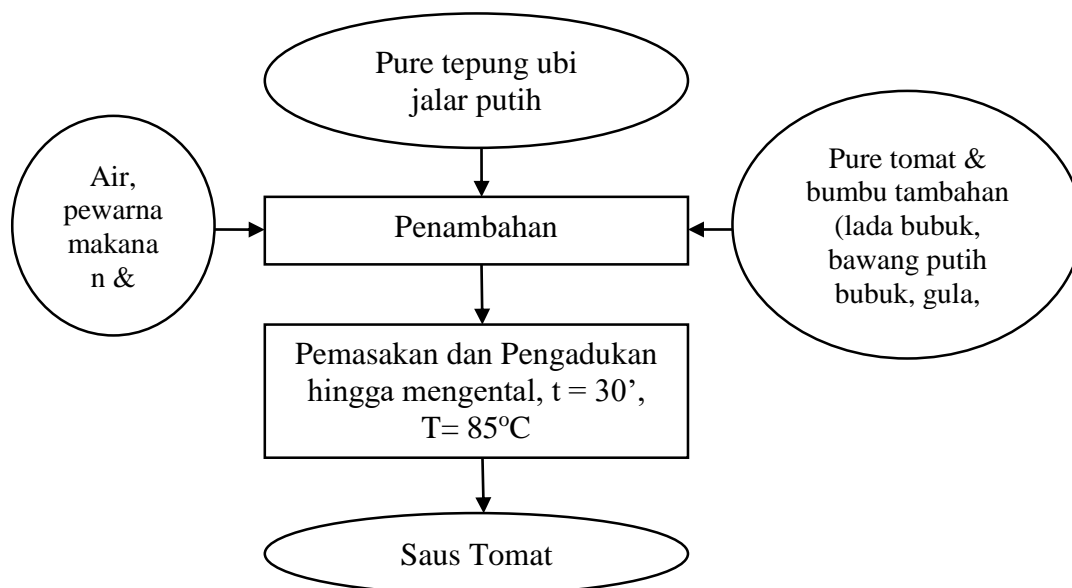 Pure tepung ubi
jalar putih
Air,
pewarna
makana
n &
Penambahan
Pure tomat &
bumbu tambahan
(lada bubuk,
bawang putih
bubuk, gula,
Pemasakan dan Pengadukan
hingga mengental, t = 30’,
T= 85°C
Saus Tomat